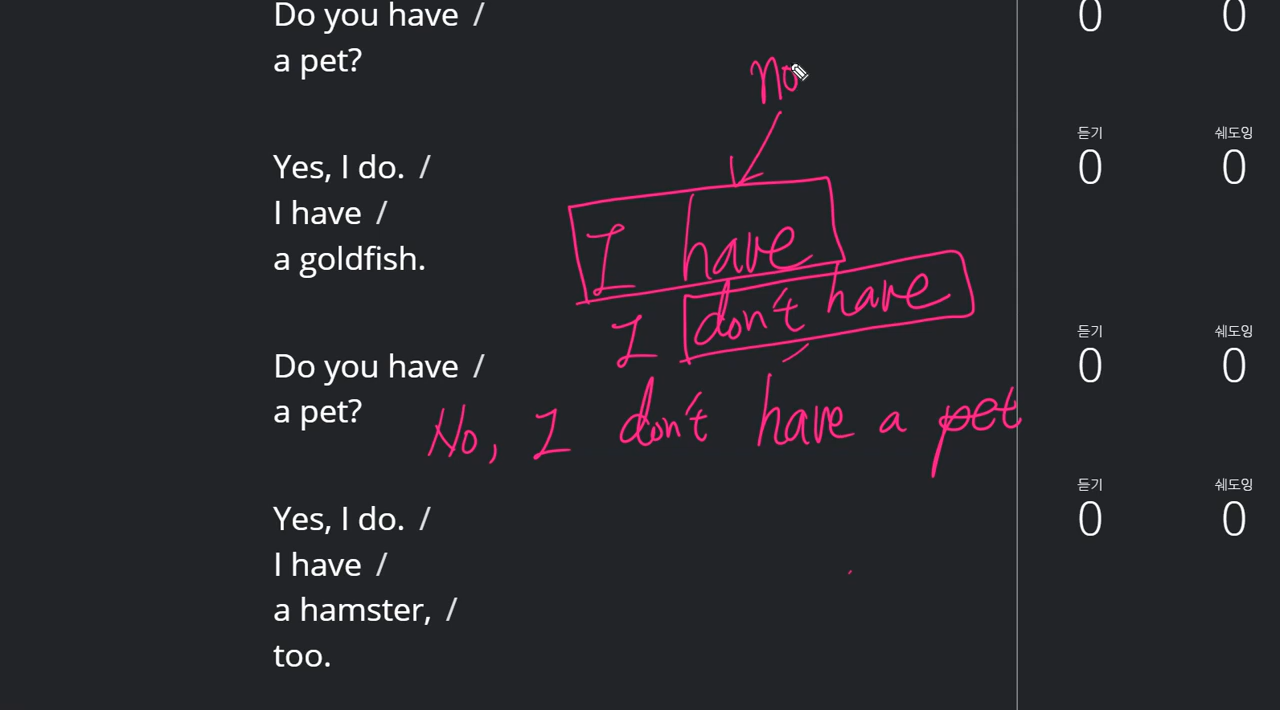 Do you have /
a pet?
0 0
no
듣기 쉐도잉
Yes, I do. /
0 0
I have /
a goldfish.
I have
I don't have
듣기 쉐도잉
Do you have /
0 0
a pet?
No, I don't have a pet
듣기 쉐도잉
Yes, I do. /
0 0
I have /
a hamster, /
too.